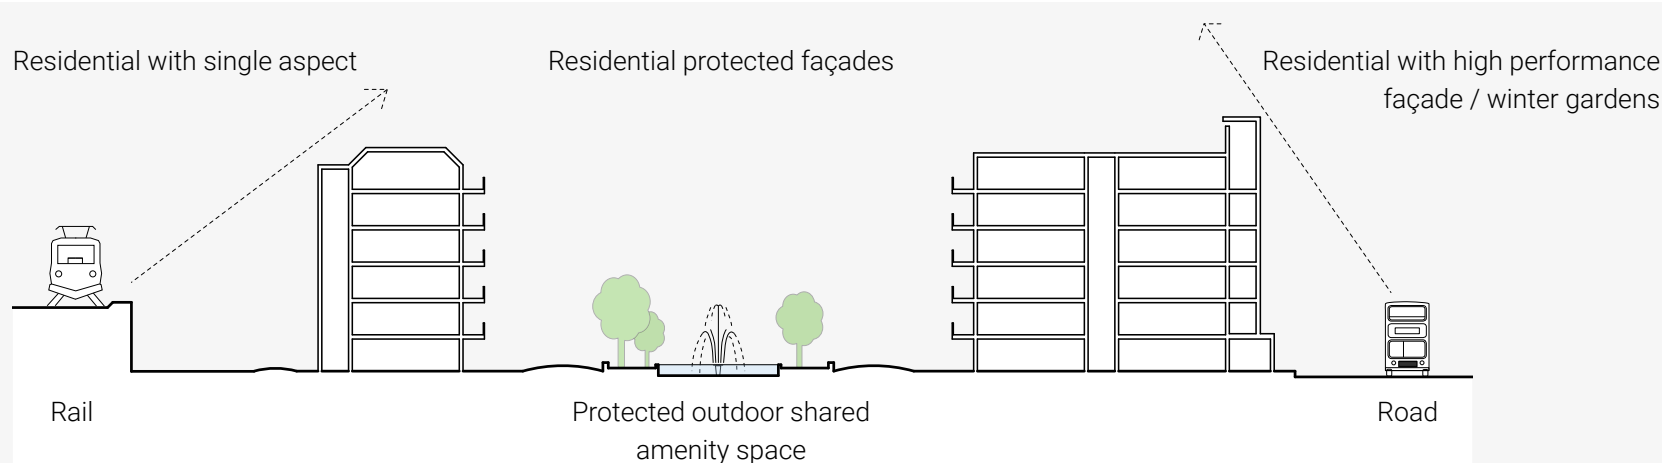 Residential with single aspect
Residential protected façades
Residential with high performance
façade / winter gardens
Rail
Protected outdoor shared
amenity space
Road